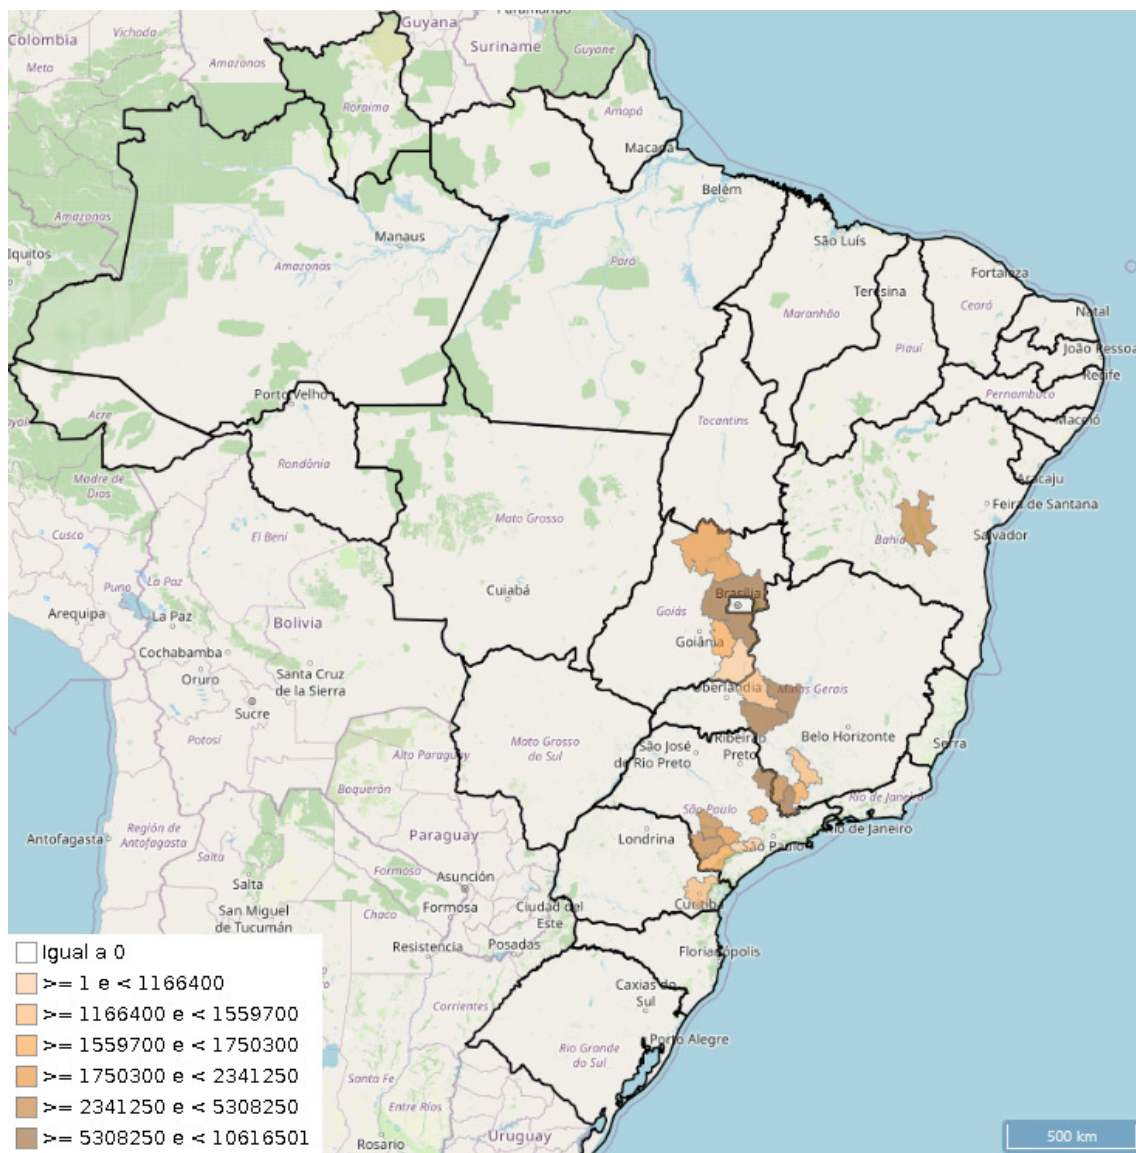 Paramaribo
Guyana
Colombia
Vichada
Suriname
Guyane
Amazonas
Meta
Roraima
Amapá
Macapá
Belém
Amazonas
Manaus
São Luís
Iquitos
Amazonas
Pará
Fortaleza
Teresina
Ceará
Maranhão
Natal
Piauí
João Pessoa
Recife
Porto Velho
Pernambuco
Acre
Tocantins
Maceió
Rondônia
Madre de
Dios
Aracaju
Feira de Santana
Mato Grosso
Cusco
El Bení
Bahia
Salvador
Puno
La Paz
Cuiabá
Brasília
Arequipa
La Paz
Bolivia
Goiás
Goiânia
Cochabamba
Santa Cruz
de la Sierra
Oruro
Uberlândia
Minas Gerais
Sucre
Potosí
Mato Grosso
do Sul
Alto Paraguay
São José
do Rio Preto
Ribeirão
Preto
Belo Horizonte
Serra
Boquerón
São Paulo
Rio de Janeiro
Antofagasta
Región de
Antofagasta
Paraguay
Londrina
São Paulo
Rio de Janeiro
Salta
Salta
Formosa
Asunción
Curitiba
San Miguel
de Tucumán
Chaco
Formosa
Ciudad del
Este
Resistencia
Posadas
Florianópolis
Corrientes
Caxias do
Sul
Porto Alegre
Rio Grande
do Sul
Santa Fe
Entre Ríos
Rosario
Uruguay
500 km
Igual a 0
>= 1 e < 1166400
>= 1166400 e < 1559700
>= 1559700 e < 1750300
>= 1750300 e < 2341250
>= 2341250 e < 5308250
>= 5308250 e < 10616501